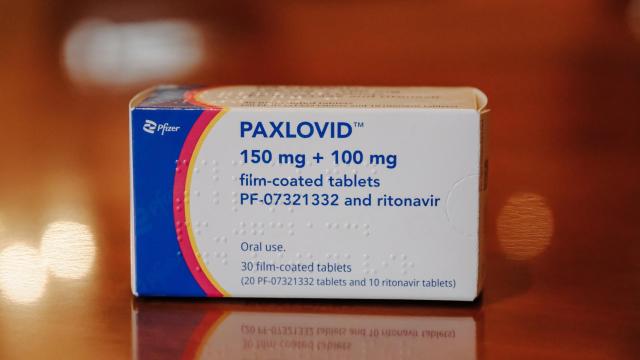 Pfizer
PAXLOVID™
150 mg + 100 mg
film-coated tablets
PF-07321332 and ritonavir
Oral use.
30 film-coated tablets
(20 PF-07321332 tablets and 10 ritonavir tablets)